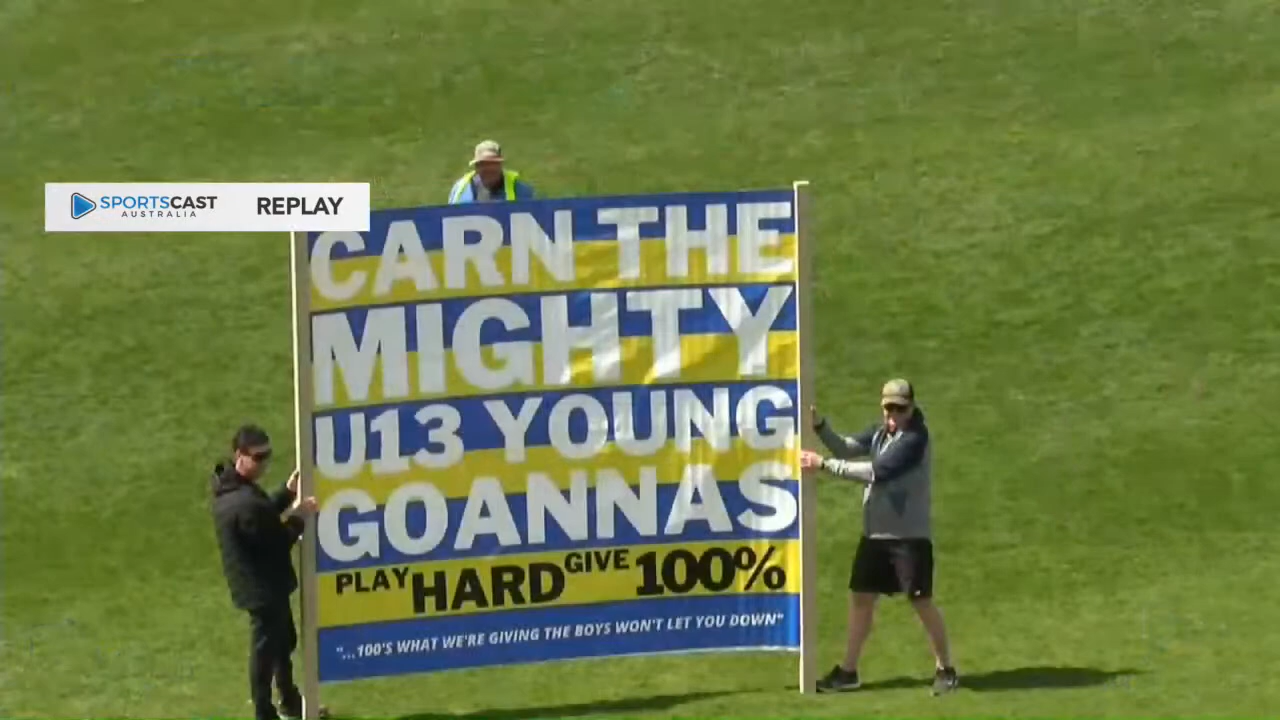 SPORTSCAST
AUSTRALIA
REPLAY
CARN THE
MIGHTY
U13 YOUNG
GOANNAS
PLAY HARD GIVE 100%
"...100'S WHAT WE'RE GIVING THE BOYS WON'T LET YOU DOWN"